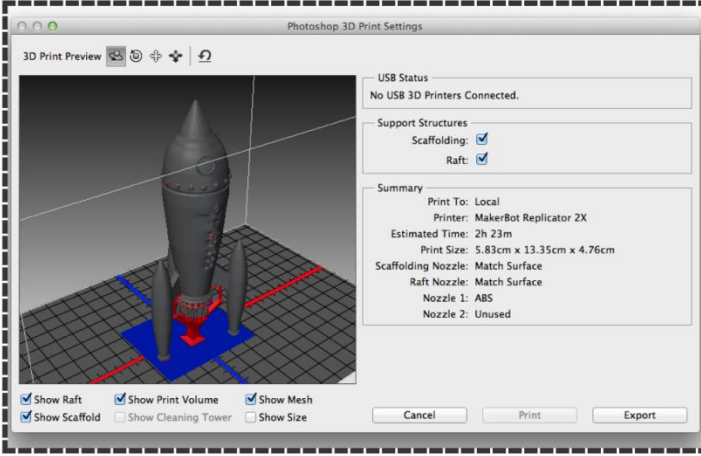 Photoshop 3D Print Settings
3D Print Preview
USB Status
No USB 3D Printers Connected.
Support Structures
Scaffolding:
Raft:
Summary
Print To: Local
Printer: MakerBot Replicator 2X
Estimated Time: 2h 23m
Print Size: 5.83cm x 13.35cm x 4.76cm
Scaffolding Nozzle: Match Surface
Raft Nozzle: Match Surface
Nozzle 1: ABS
Nozzle 2: Unused
Show Raft Show Print Volume Show Mesh
Show Scaffold Show Cleaning Tower Show Size
Cancel Print Export